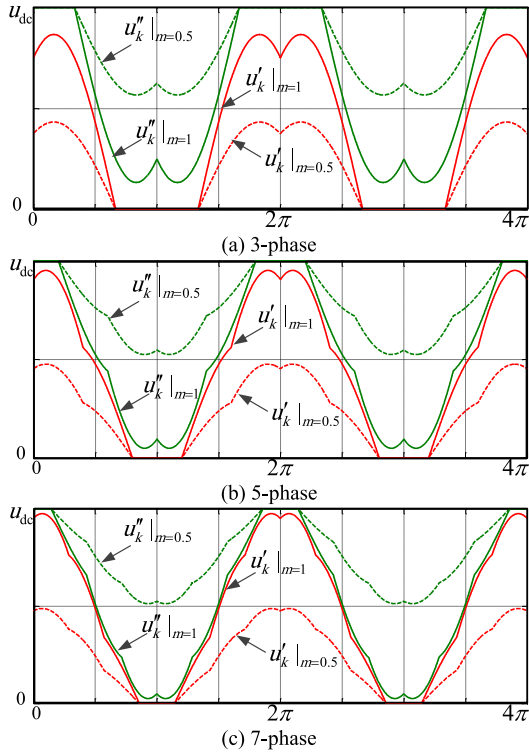 u_dc
u″_k |_{m=0.5}
u′_k |_{m=1}
u″_k |_{m=1}
u′_k |_{m=0.5}
0
0 2π 4π
(a) 3-phase
u_dc
u″_k |_{m=0.5}
u′_k |_{m=1}
u″_k |_{m=1}
u′_k |_{m=0.5}
0
0 2π 4π
(b) 5-phase
u_dc
u″_k |_{m=0.5}
u′_k |_{m=1}
u″_k |_{m=1}
u′_k |_{m=0.5}
0
0 2π 4π
(c) 7-phase